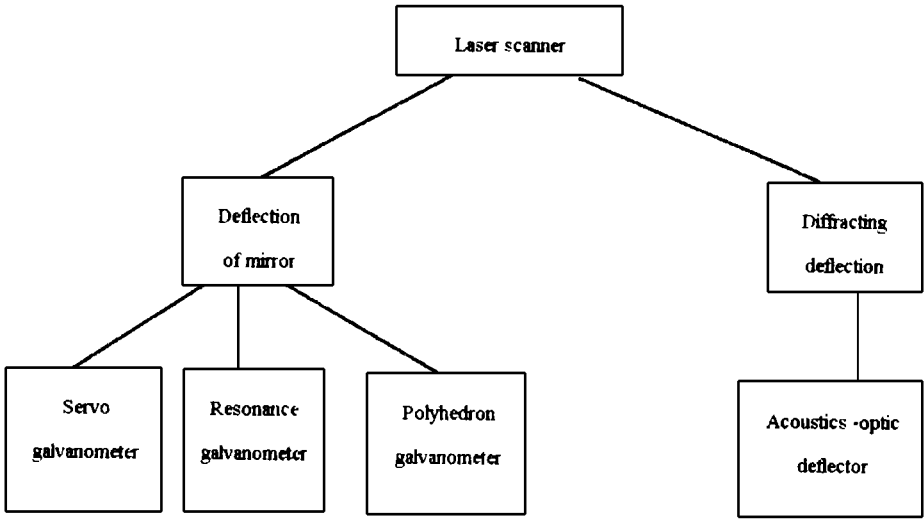 Laser scanner
Deflection
of mirror
Diffracting
deflection
Servo
galvanometer
Resonance
galvanometer
Polyhedron
galvanometer
Acoustics -optic
deflector